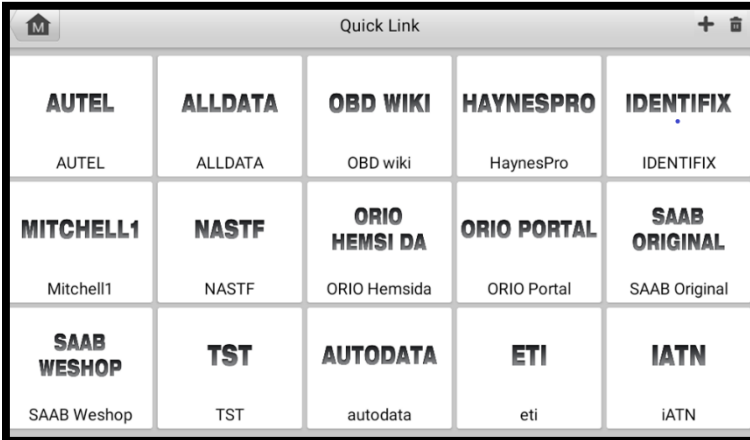 M
Quick Link
AUTEL
AUTEL
ALLDATA
ALLDATA
OBD WIKI
OBD wiki
HAYNESPRO
HaynesPro
IDENTIFIX
IDENTIFIX
MITCHELL1
Mitchell1
NASTF
NASTF
ORIO
HEMSI DA
ORIO Hemsida
ORIO PORTAL
ORIO Portal
SAAB
ORIGINAL
SAAB Original
SAAB
WESHOP
SAAB Weshop
TST
TST
AUTODATA
autodata
ETI
eti
IATN
iATN